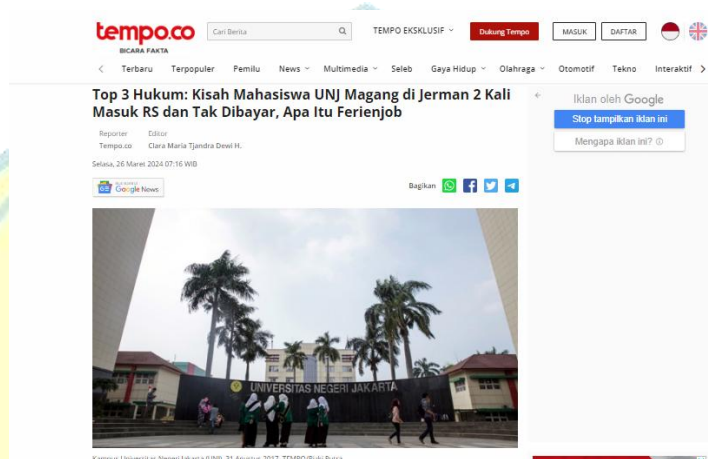 tempo.co
BICARA FAKTA
Cari Berita
TEMPO EKSKLUSIF
Dukung Tempo
MASUK
DAFTAR
Terbaru Terpopuler Pemilu News Multimedia Seleb Gaya Hidup Olahraga Otomotif Tekno Interaktif
Top 3 Hukum: Kisah Mahasiswa UNJ Magang di Jerman 2 Kali
Masuk RS dan Tak Dibayar, Apa Itu Ferienjob
Reporter Editor
Tempo.co Clara Maria Tjandra Dewi H.
Selasa, 26 Maret 2024 07:16 WIB
Google News
Bagikan
Iklan oleh Google
Stop tampilkan iklan ini
Mengapa iklan ini?
UNIVERSITAS NEGERI JAKARTA